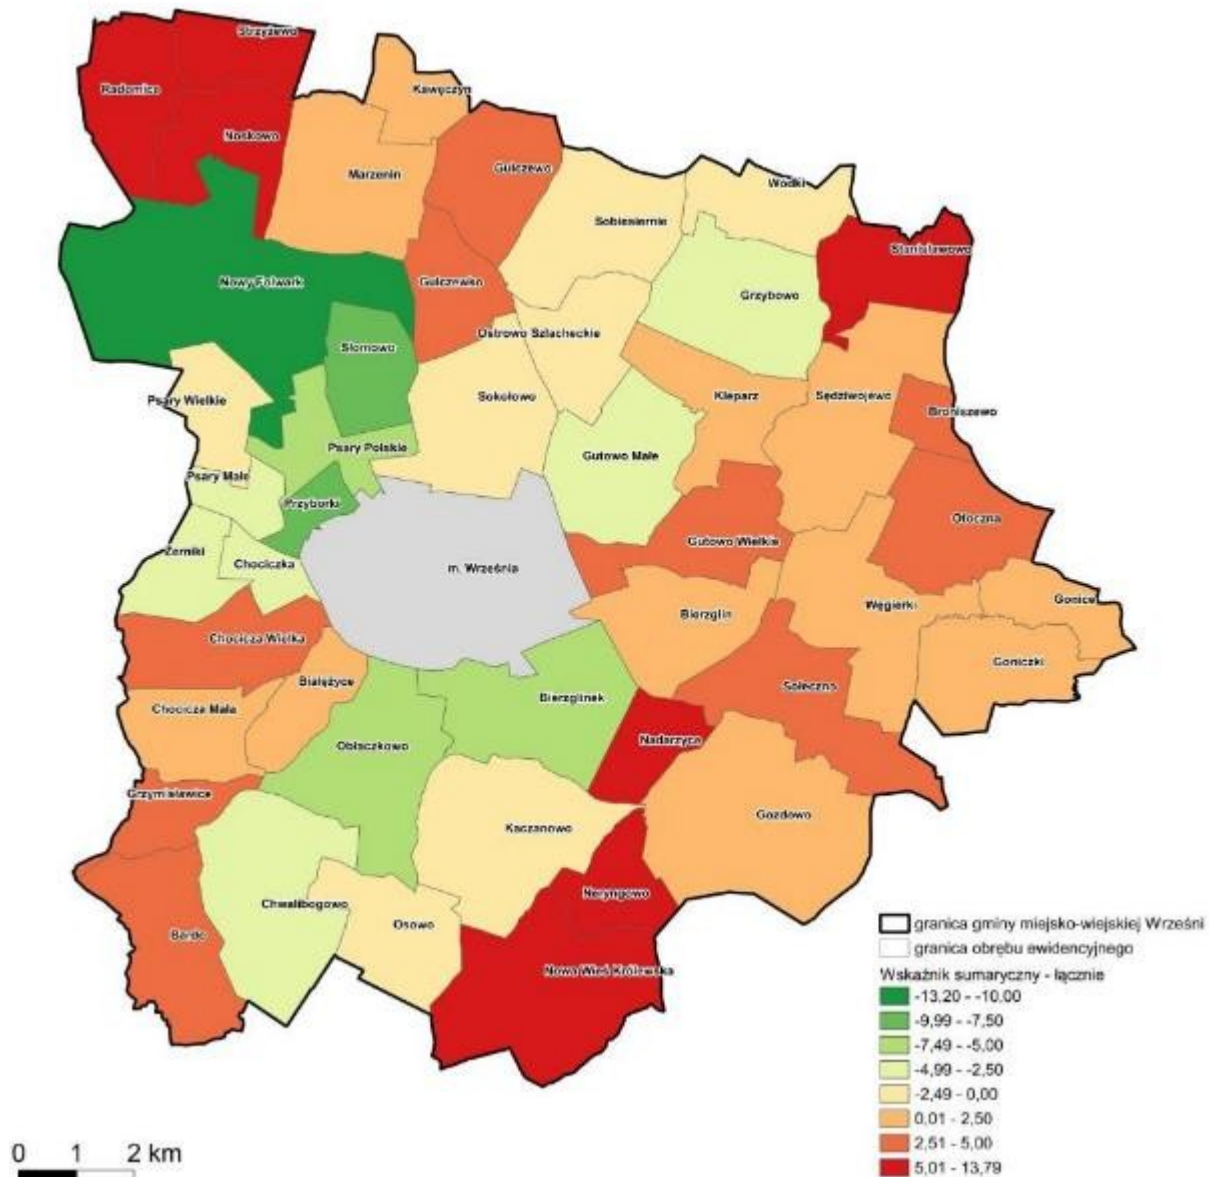 Strzyżewo
Radomice
Kawęczyn
Noskowo
Gulczewo
Marzenin
Wódki
Sobiesiernie
Stanisławowo
Nowy Folwark
Gulczewko
Grzybowo
Ostrowo Szlacheckie
Słomowo
Sokołowo
Kleparz
Sędziwojewo
Psary Wielkie
Broniszewo
Psary Polskie
Gutowo Małe
Psary Małe
Przyborki
Otoczna
Gutowo Wielkie
Żerniki
Chociczka
m. Września
Gonice
Węgierki
Bierzglin
Chocicza Wielka
Goniczki
Białężyce
Sołeczno
Bierzglinek
Chocicza Mała
Nadarzyce
Obłaczkowo
Grzymisławice
Gozdowo
Kaczanowo
Neryngowo
Chwalibogowo
Osowo
Bardo
Nowa Wieś Królewska
granica gminy miejsko-wiejskiej Wrześni
granica obrębu ewidencyjnego
Wskaźnik sumaryczny - łącznie
-13,20 - -10,00
-9,99 - -7,50
-7,49 - -5,00
-4,99 - -2,50
-2,49 - 0,00
0,01 - 2,50
2,51 - 5,00
5,01 - 13,79
0 1 2 km